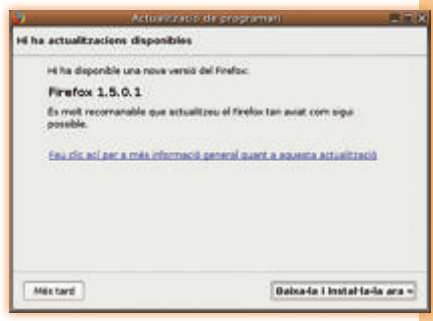 Actualització de programari
Hi ha actualitzacions disponibles
Hi ha disponible una nova versió del Firefox:
Firefox 1.5.0.1
És molt recomanable que actualitzeu el Firefox tan aviat com sigui
possible.
Feu clic ací per a més informació general quant a aquesta actualització
Més tard
Baixa-la i instal·la-la ara »